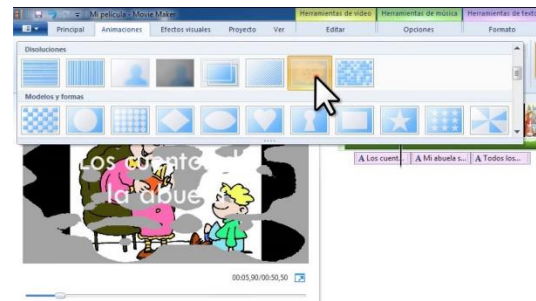 Mi película - Movie Maker
Herramientas de vídeo
Herramientas de música
Herramientas de texto
Principal
Animaciones
Efectos visuales
Proyecto
Ver
Editar
Opciones
Formato
Disoluciones
Modelos y formas
Los cuento
la abue
A Los cuent...
A Mi abuela s...
A Todos los...
00:05,90/00:50,50